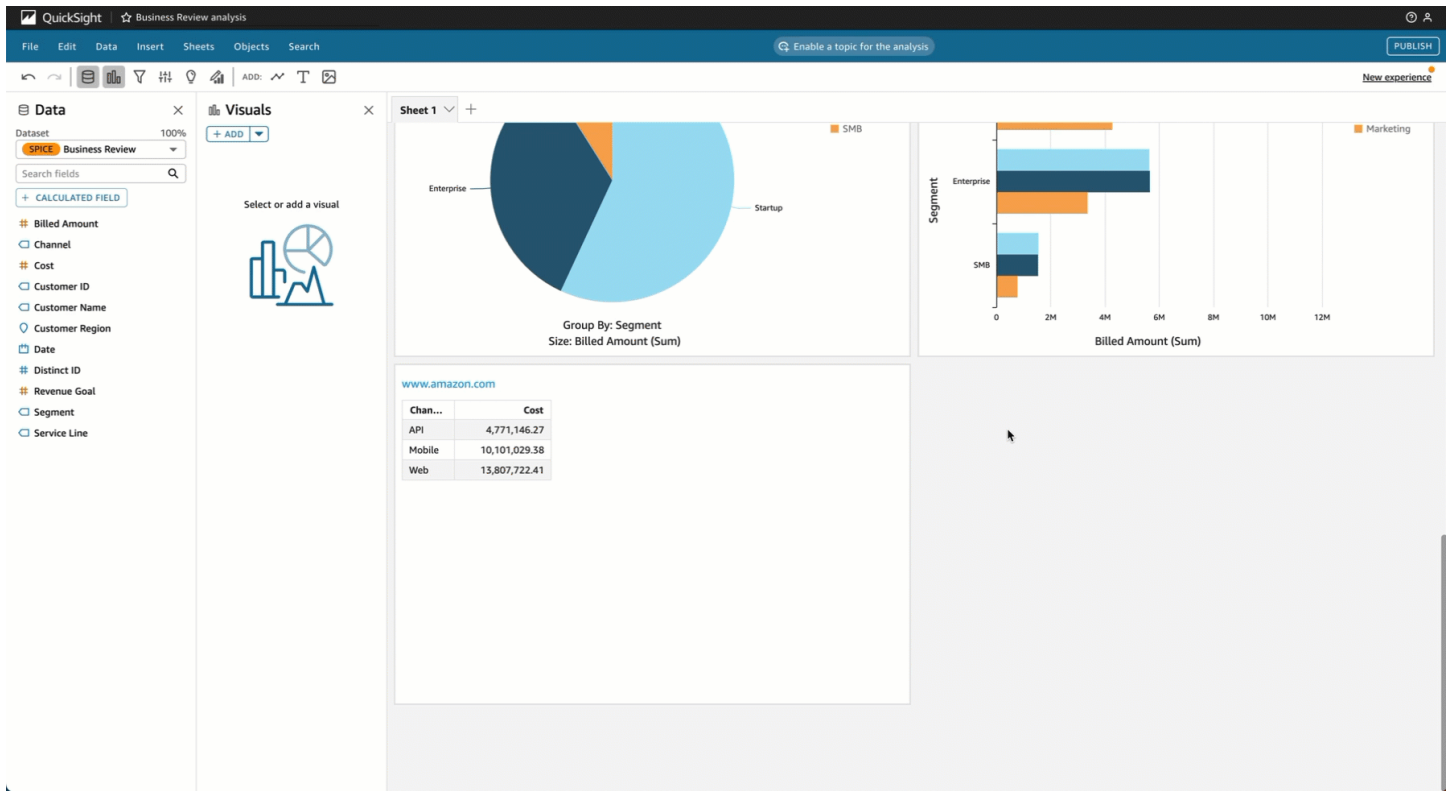 QuickSight Business Review analysis
File Edit Data Insert Sheets Objects Search Enable a topic for the analysis PUBLISH
ADD: New experience
Data
Dataset 100%
SPICE Business Review
Search fields
+ CALCULATED FIELD
Billed Amount
Channel
Cost
Customer ID
Customer Name
Customer Region
Date
Distinct ID
Revenue Goal
Segment
Service Line
Visuals
+ ADD
Select or add a visual
Sheet 1
SMB
Enterprise
Startup
Group By: Segment
Size: Billed Amount (Sum)
Marketing
Segment
Enterprise
SMB
0 2M 4M 6M 8M 10M 12M
Billed Amount (Sum)
www.amazon.com
Chan... Cost
API 4,771,146.27
Mobile 10,101,029.38
Web 13,807,722.41